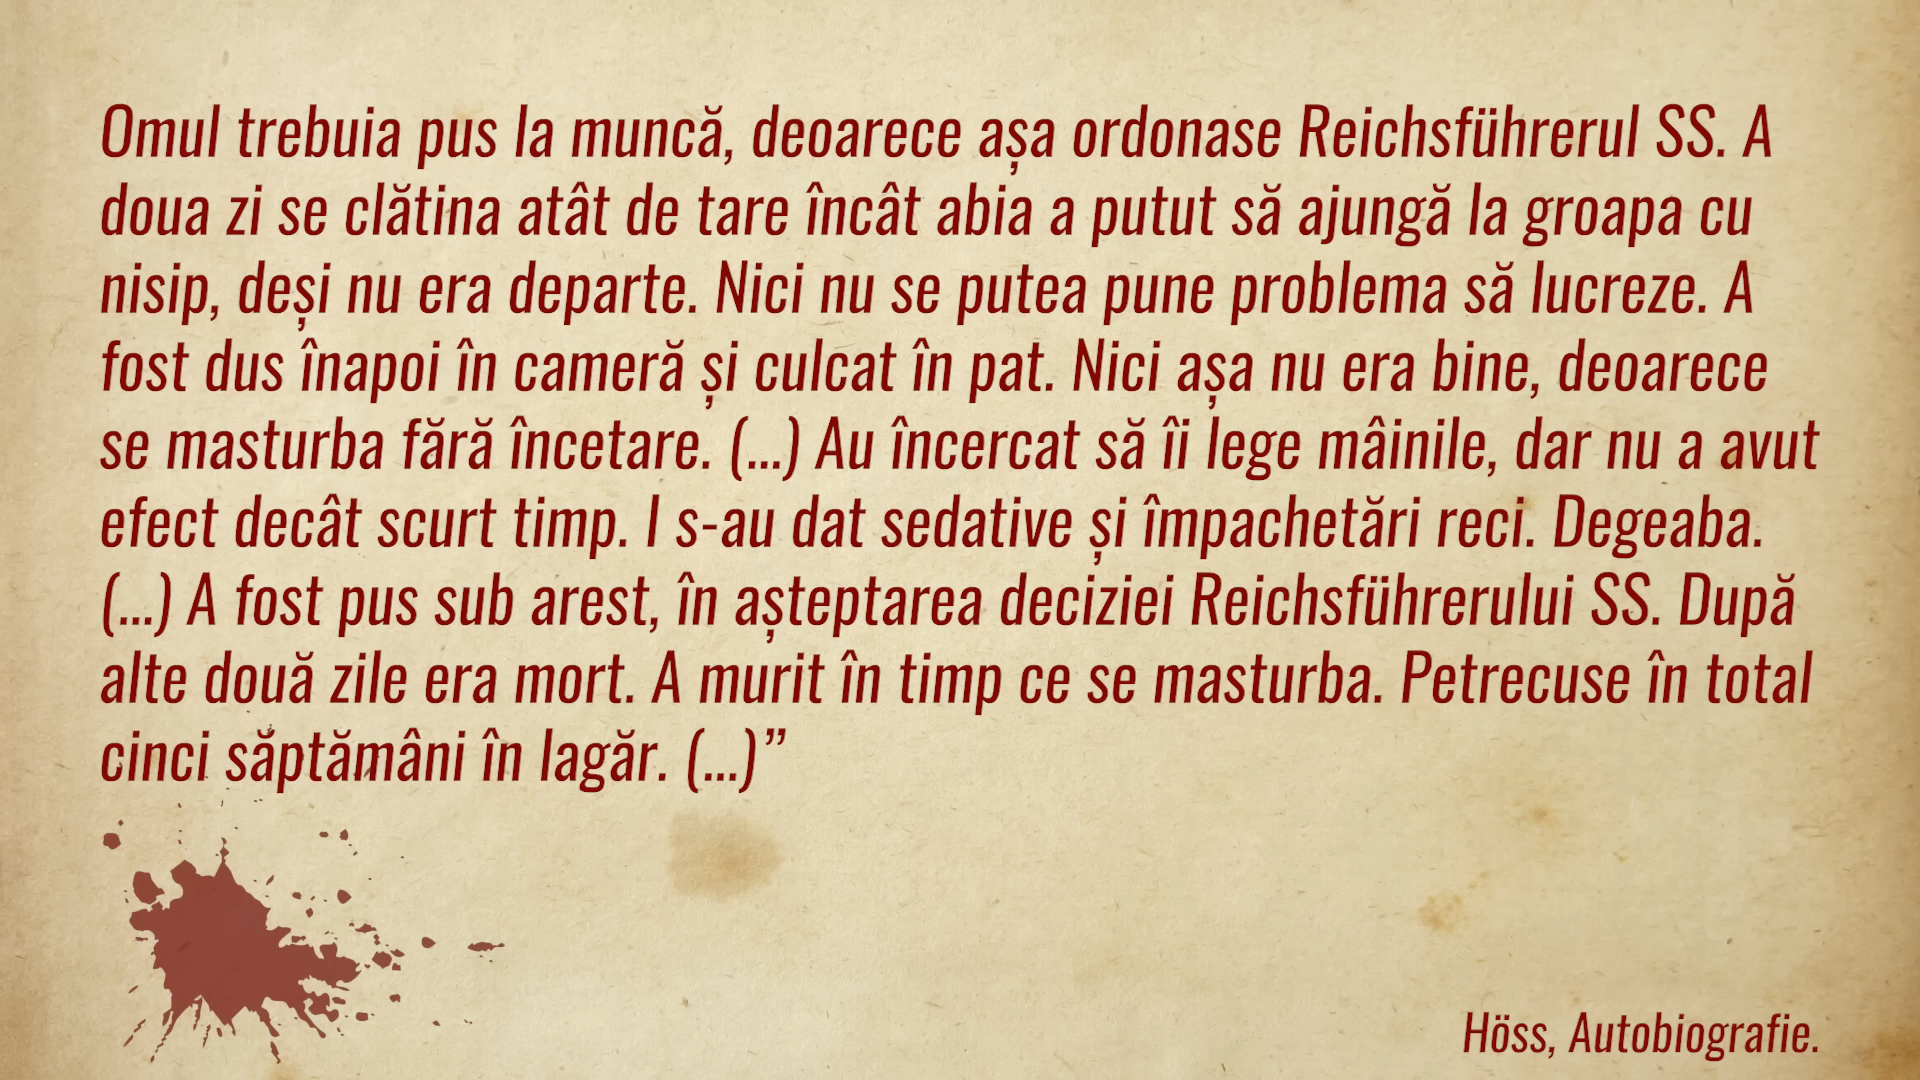 Omul trebuia pus la muncă, deoarece așa ordonase Reichsführerul SS. A
doua zi se clătina atât de tare încât abia a putut să ajungă la groapa cu
nisip, deși nu era departe. Nici nu se putea pune problema să lucreze. A
fost dus înapoi în cameră și culcat în pat. Nici așa nu era bine, deoarece
se masturba fără încetare. (...) Au încercat să îi lege mâinile, dar nu a avut
efect decât scurt timp. I s-au dat sedative și împachetări reci. Degeaba.
(...) A fost pus sub arest, în așteptarea deciziei Reichsführerului SS. După
alte două zile era mort. A murit în timp ce se masturba. Petrecuse în total
cinci săptămâni în lagăr. (...)”
Höss, Autobiografie.